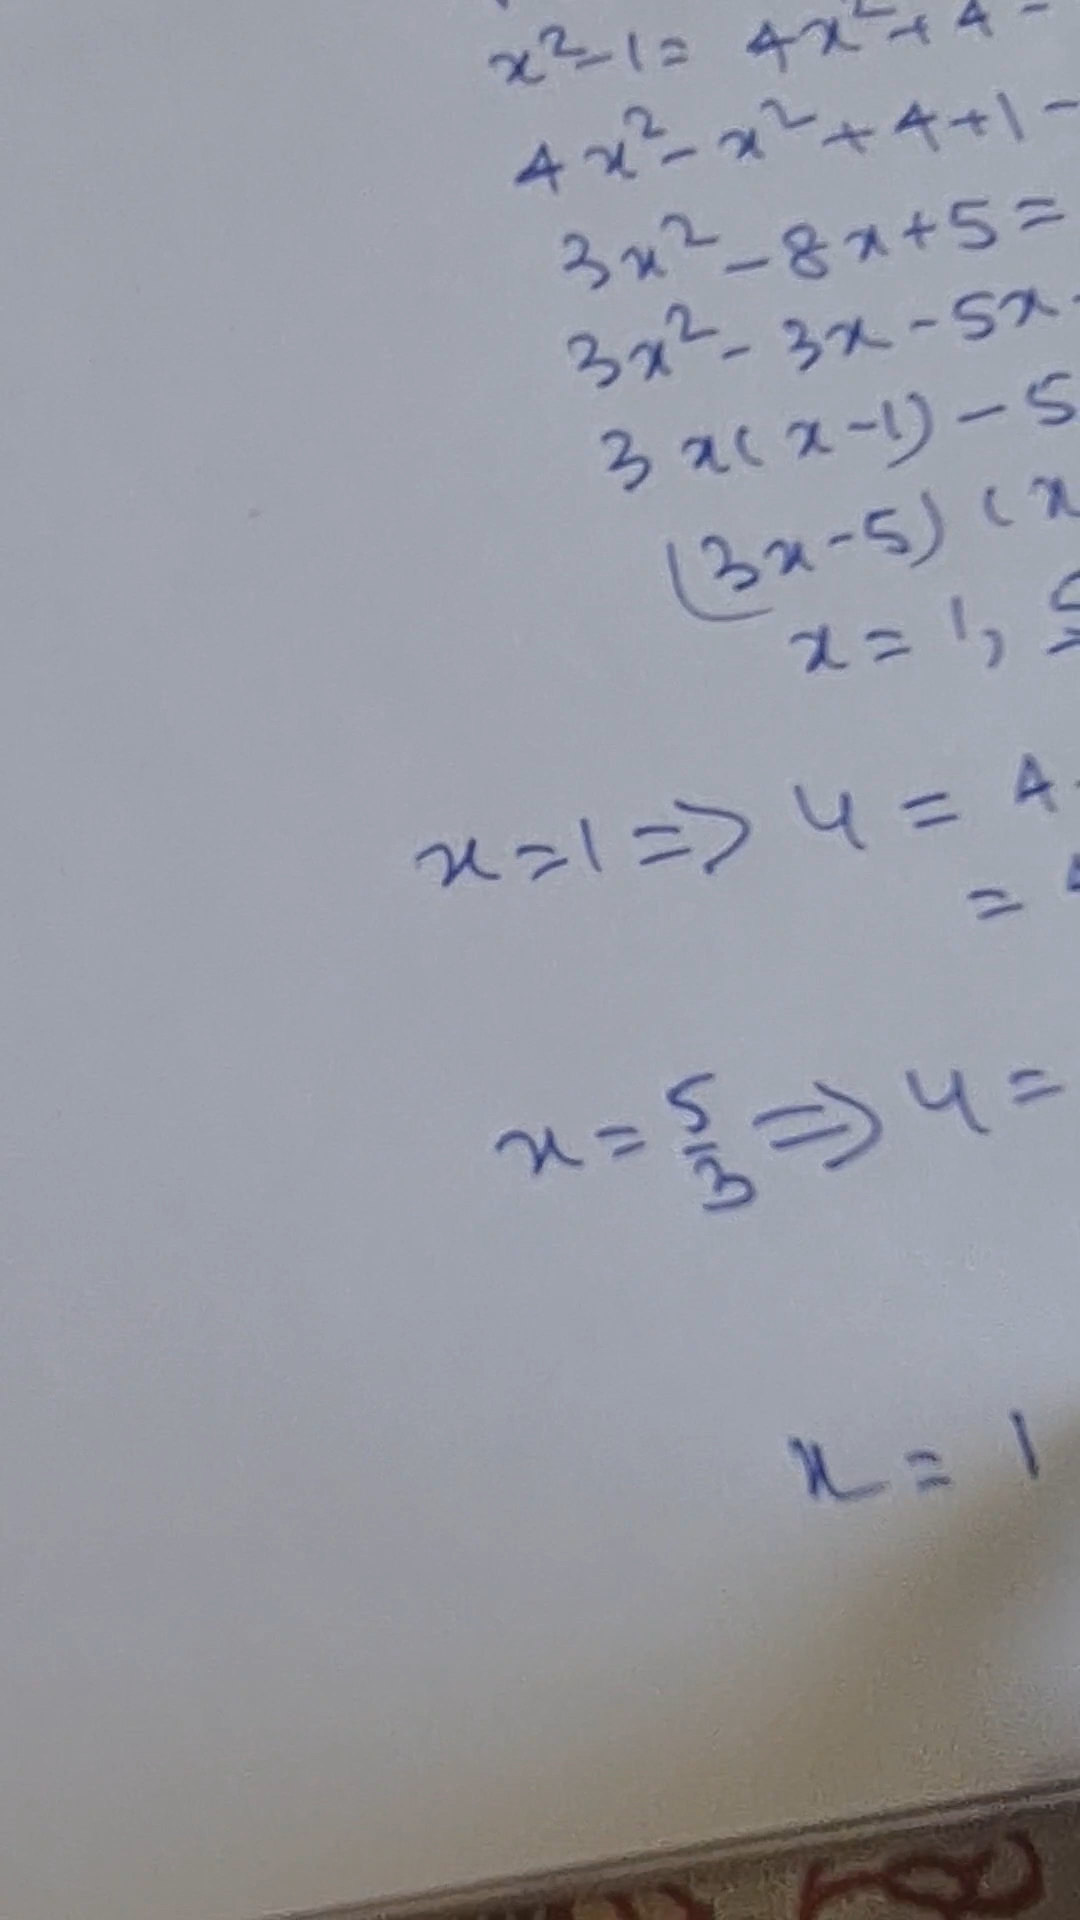 x²-1= 4x²+4-
4x²-x²+4+1-
3x²-8x+5=
3x²-3x-5x
3x(x-1)-5
(3x-5)(x
x=1, 5
x=1=>4=4
=
x=5/3=>4=
x=1